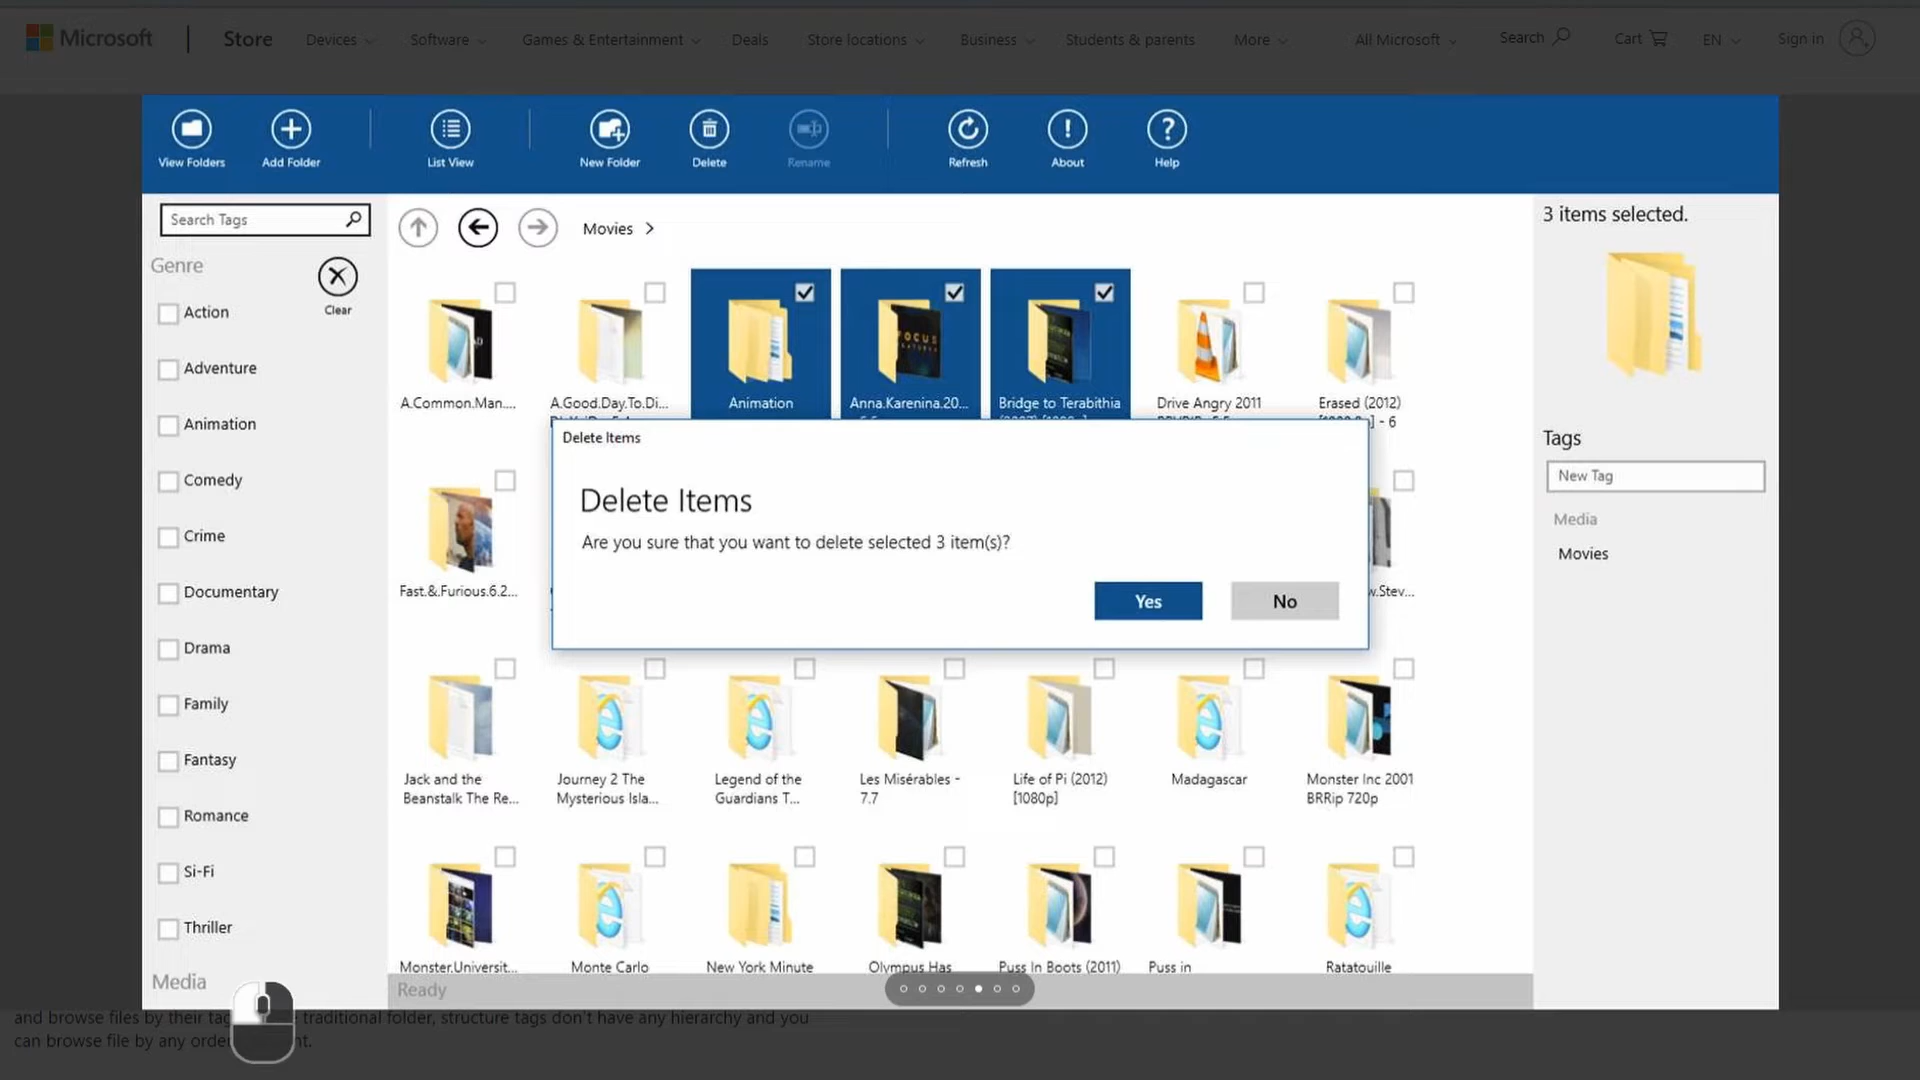 Microsoft
Store
Devices
Software
Games & Entertainment
Deals
Store locations
Business
Students & parents
More
All Microsoft
Search
Cart
EN
Sign in
View Folders
Add Folder
List View
New Folder
Delete
Rename
Refresh
About
Help
Search Tags
Genre
Clear
Action
Adventure
Animation
Comedy
Crime
Documentary
Drama
Family
Fantasy
Romance
Si-Fi
Thriller
Media
Movies
A.Common.Man....
A.Good.Day.To.Di...
Animation
Anna.Karenina.20...
Bridge to Terabithia
Drive Angry 2011
Erased (2012)
- 6
Delete Items
Delete Items
Are you sure that you want to delete selected 3 item(s)?
Yes
No
Fast.&.Furious.6.2...
.Stev...
Jack and the
Beanstalk The Re...
Journey 2 The
Mysterious Isla...
Legend of the
Guardians T...
Les Misérables -
7.7
Life of Pi (2012)
[1080p]
Madagascar
Monster Inc 2001
BRRip 720p
Monster.Universit...
Monte Carlo
New York Minute
Olympus Has
Puss In Boots (2011)
Puss in
Ratatouille
Ready
3 items selected.
Tags
New Tag
Media
Movies
FOCUS
FEATURES
and browse files by their tag traditional folder, structure tags don't have any hierarchy and you
can browse file by any order